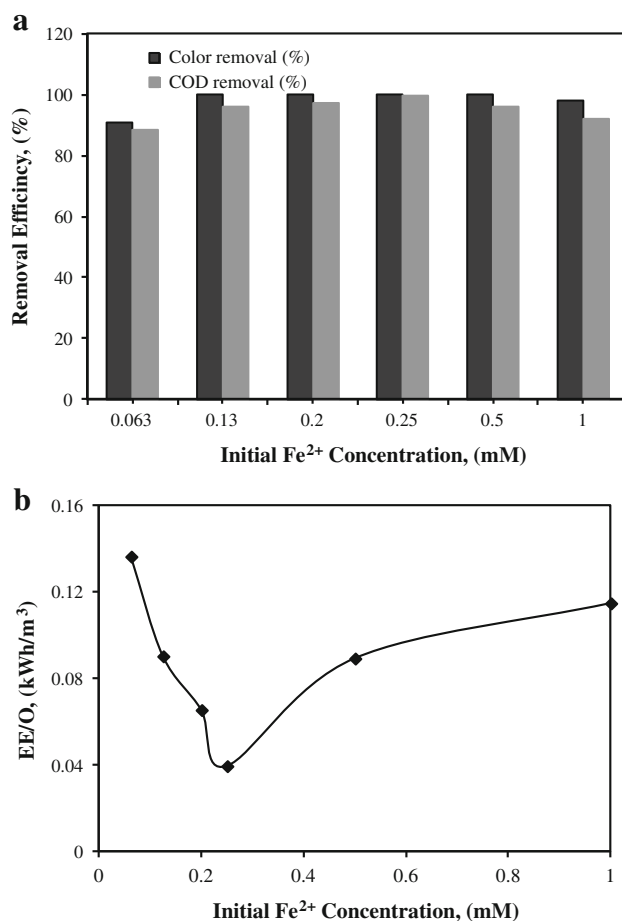 a
120
100
80
60
40
20
0
Removal Efficincy, (%)
Color removal (%)
COD removal (%)
0.063 0.13 0.2 0.25 0.5 1
Initial Fe²⁺ Concentration, (mM)
b
0.16
0.12
0.08
0.04
0
EE/O, (kWh/m³)
0 0.2 0.4 0.6 0.8 1
Initial Fe²⁺ Concentration, (mM)